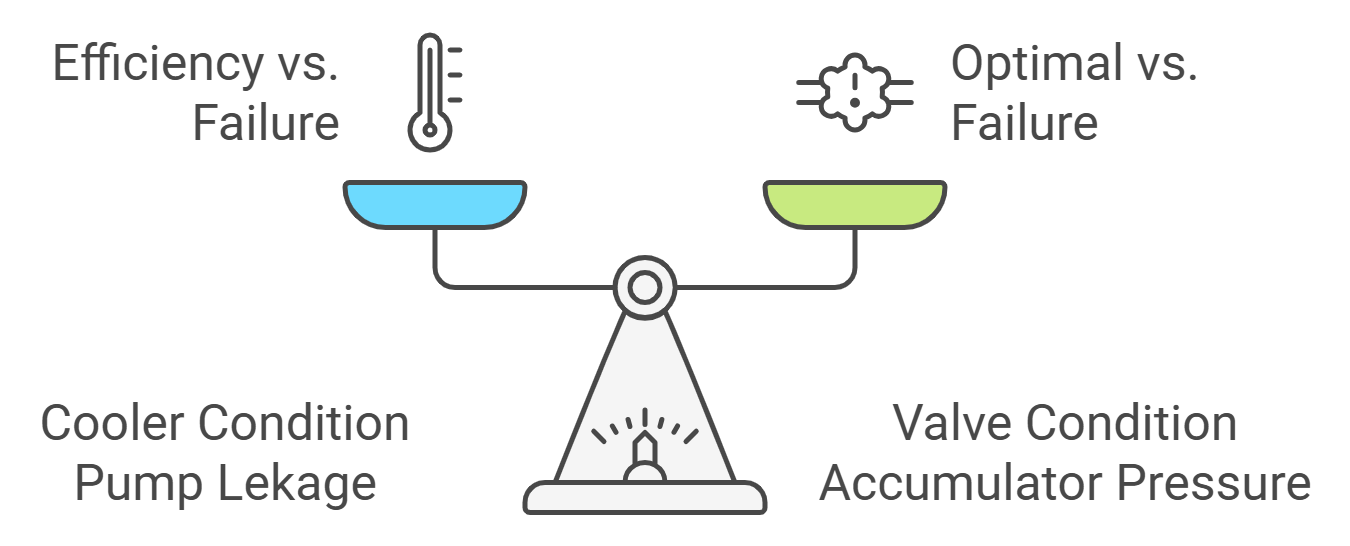 Efficiency vs.
Failure
Optimal vs.
Failure
Cooler Condition
Pump Lekage
Valve Condition
Accumulator Pressure